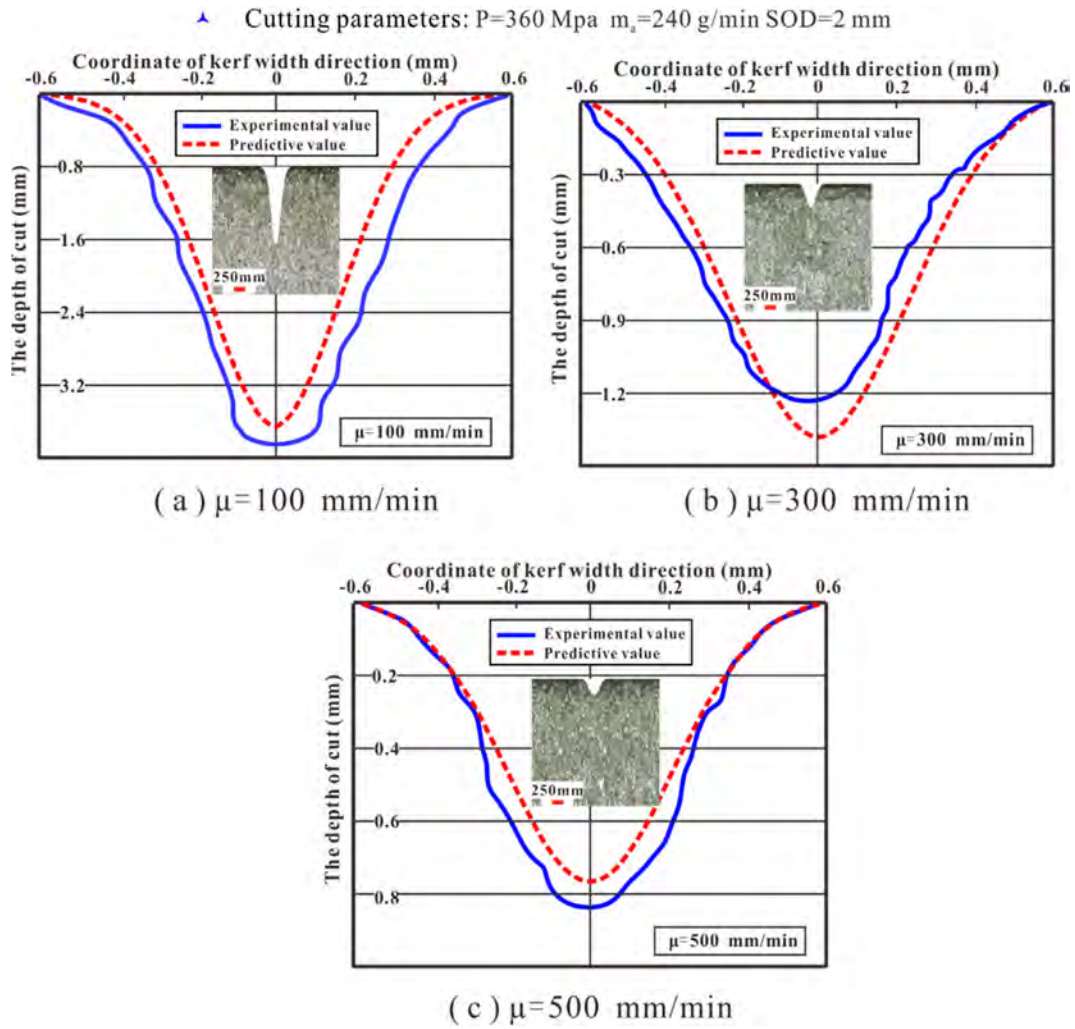 Cutting parameters: P=360 Mpa mₐ=240 g/min SOD=2 mm
Coordinate of kerf width direction (mm)
-0.6 -0.4 -0.2 0 0.2 0.4 0.6
Experimental value
Predictive value
The depth of cut (mm)
-0.8
-1.6
-2.4
-3.2
250mm
μ=100 mm/min
( a ) μ=100 mm/min
Coordinate of kerf width direction (mm)
-0.6 -0.4 -0.2 0 0.2 0.4 0.6
Experimental value
Predictive value
The depth of cut (mm)
-0.3
-0.6
-0.9
-1.2
250mm
μ=300 mm/min
( b ) μ=300 mm/min
Coordinate of kerf width direction (mm)
-0.6 -0.4 -0.2 0 0.2 0.4 0.6
Experimental value
Predictive value
The depth of cut (mm)
-0.2
-0.4
-0.6
-0.8
250mm
μ=500 mm/min
( c ) μ=500 mm/min